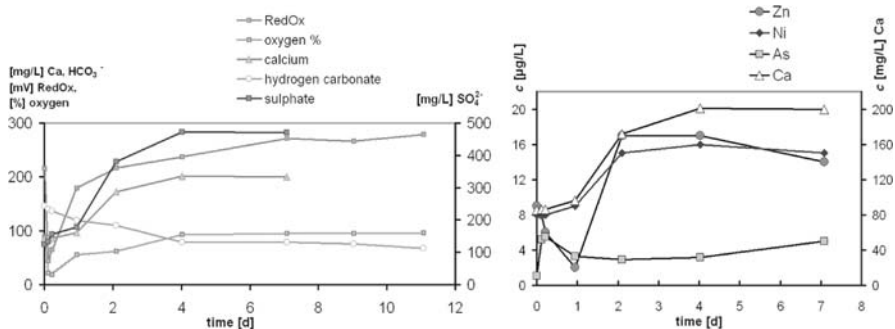 RedOx
oxygen %
calcium
hydrogen carbonate
sulphate
[mg/L] Ca, HCO₃⁻
[mV] RedOx,
[%] oxygen
[mg/L] SO₄²⁻
300
200
100
0
500
400
300
200
100
0
0 2 4 6 8 10 12
time [d]
Zn
Ni
As
Ca
c [µg/L]
c [mg/L] Ca
20
16
12
8
4
0
200
160
120
80
40
0
0 1 2 3 4 5 6 7 8
time [d]